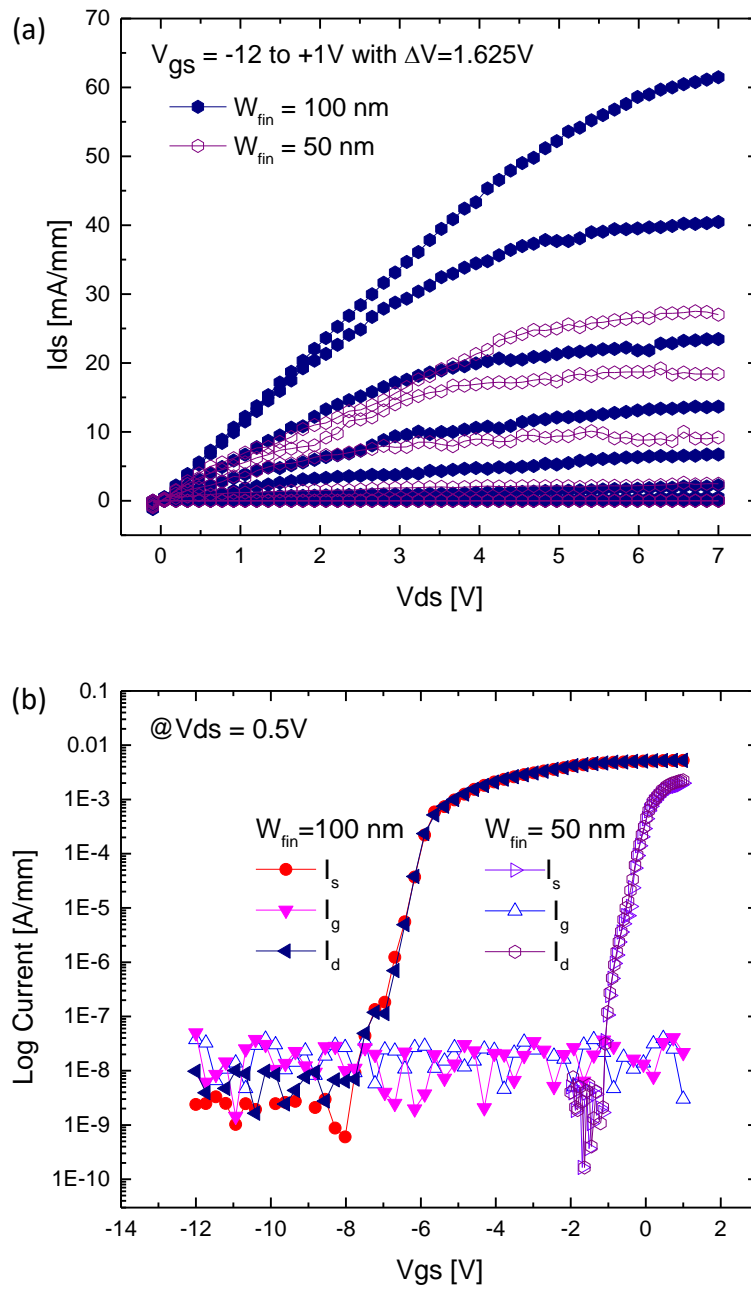 (a)
V_gs = -12 to +1V with ΔV=1.625V
W_fin = 100 nm
W_fin = 50 nm
70
60
50
40
30
20
10
0
Ids [mA/mm]
0 1 2 3 4 5 6 7
Vds [V]
(b)
@Vds = 0.5V
W_fin=100 nm
I_s
I_g
I_d
W_fin= 50 nm
I_s
I_g
I_d
0.1
0.01
1E-3
1E-4
1E-5
1E-6
1E-7
1E-8
1E-9
1E-10
Log Current [A/mm]
-14 -12 -10 -8 -6 -4 -2 0 2
Vgs [V]